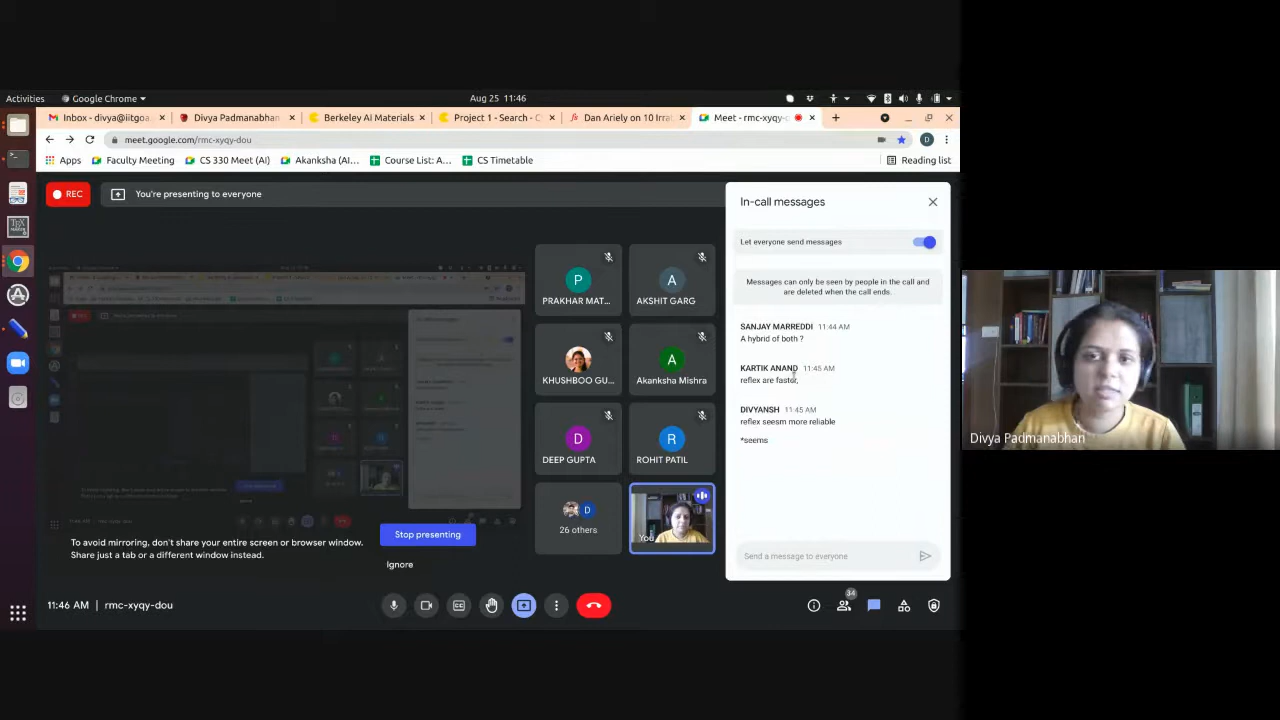 Activities
Google Chrome
Aug 25 11:46
Inbox - divya@iitgoa.
Divya Padmanabhan
Berkeley AI Materials
Project 1 - Search - C
Dan Ariely on 10 Irrat
Meet - rmc-xyqy-do
meet.google.com/rmc-xyqy-dou
D
Apps
Faculty Meeting
CS 330 Meet (AI)
Akanksha (AI...
Course List: A...
CS Timetable
Reading list
REC
You're presenting to everyone
In-call messages
Let everyone send messages
Messages can only be seen by people in the call and
are deleted when the call ends.
SANJAY MARREDDI 11:44 AM
A hybrid of both ?
KARTIK ANAND 11:45 AM
reflex are faster,
DIVYANSH 11:45 AM
reflex seesm more reliable
*seems
Send a message to everyone
P
PRAKHAR MAT...
A
AKSHIT GARG
KHUSHBOO GU...
A
Akanksha Mishra
D
DEEP GUPTA
R
ROHIT PATIL
D
26 others
You
To avoid mirroring, don't share your entire screen or browser window.
Share just a tab or a different window instead.
Stop presenting
Ignore
11:46 AM | rmc-xyqy-dou
34
Divya Padmanabhan